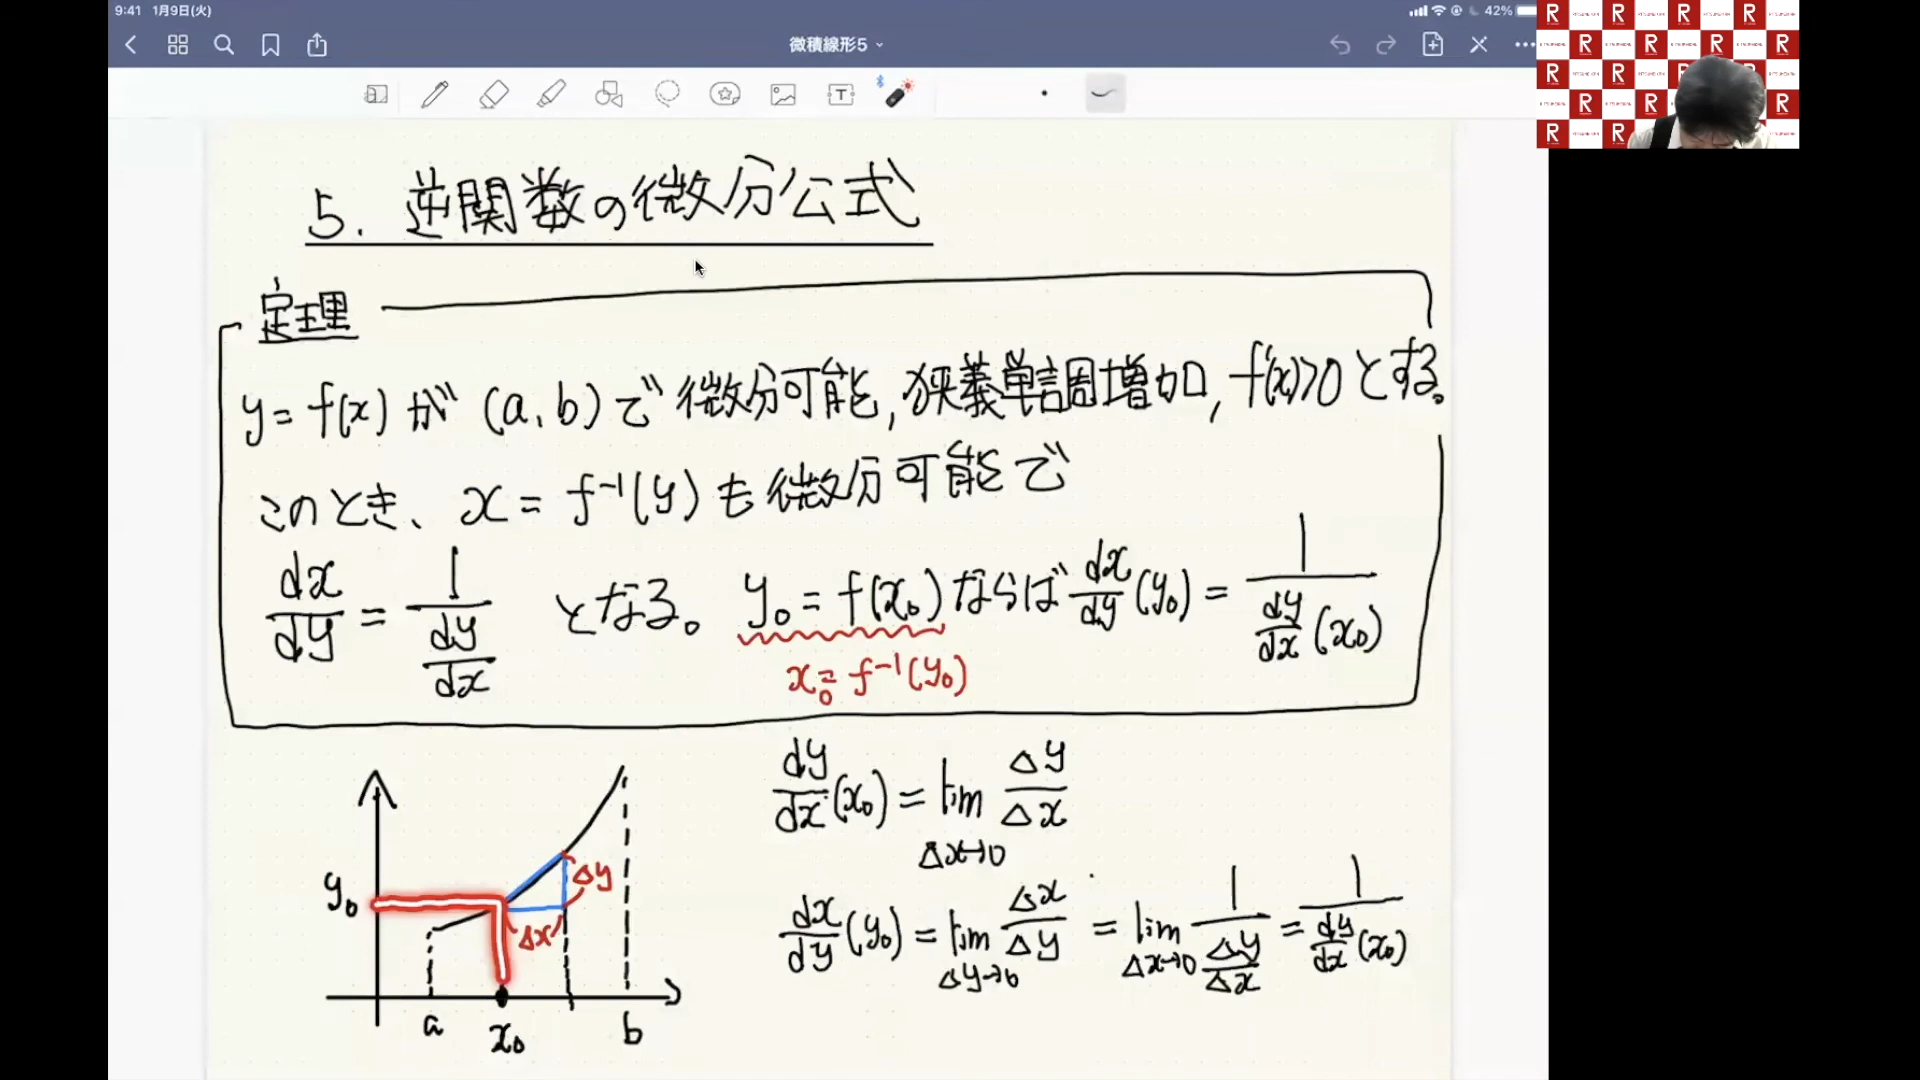 9:41 1月9日(火)
42%
微積線形5
5. 逆関数の微分公式
定理
y = f(x) が (a, b) で 微分可能, 狭義単調増加, f'(x)>0 とする。
このとき、x = f⁻¹(y) も 微分可能で
dx/dy = 1/(dy/dx) となる。 y₀ = f(x₀) ならば dx/dy (y₀) = 1/(dy/dx (x₀))
x₀ = f⁻¹(y₀)
dy/dx (x₀) = lim Δx→0 Δy/Δx
dx/dy (y₀) = lim Δy→0 Δx/Δy = lim Δx→0 1/(Δy/Δx) = 1/(dy/dx (x₀))
y₀
Δy
Δx
a
x₀
b
R R R R
R R R R
R R R R
R R R R
R R